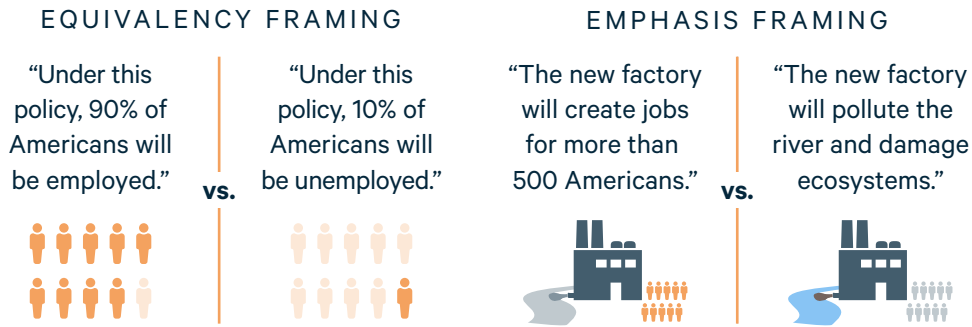 EQUIVALENCY FRAMING
“Under this
policy, 90% of
Americans will
be employed.”
vs.
“Under this
policy, 10% of
Americans will
be unemployed.”
EMPHASIS FRAMING
“The new factory
will create jobs
for more than
500 Americans.”
vs.
“The new factory
will pollute the
river and damage
ecosystems.”